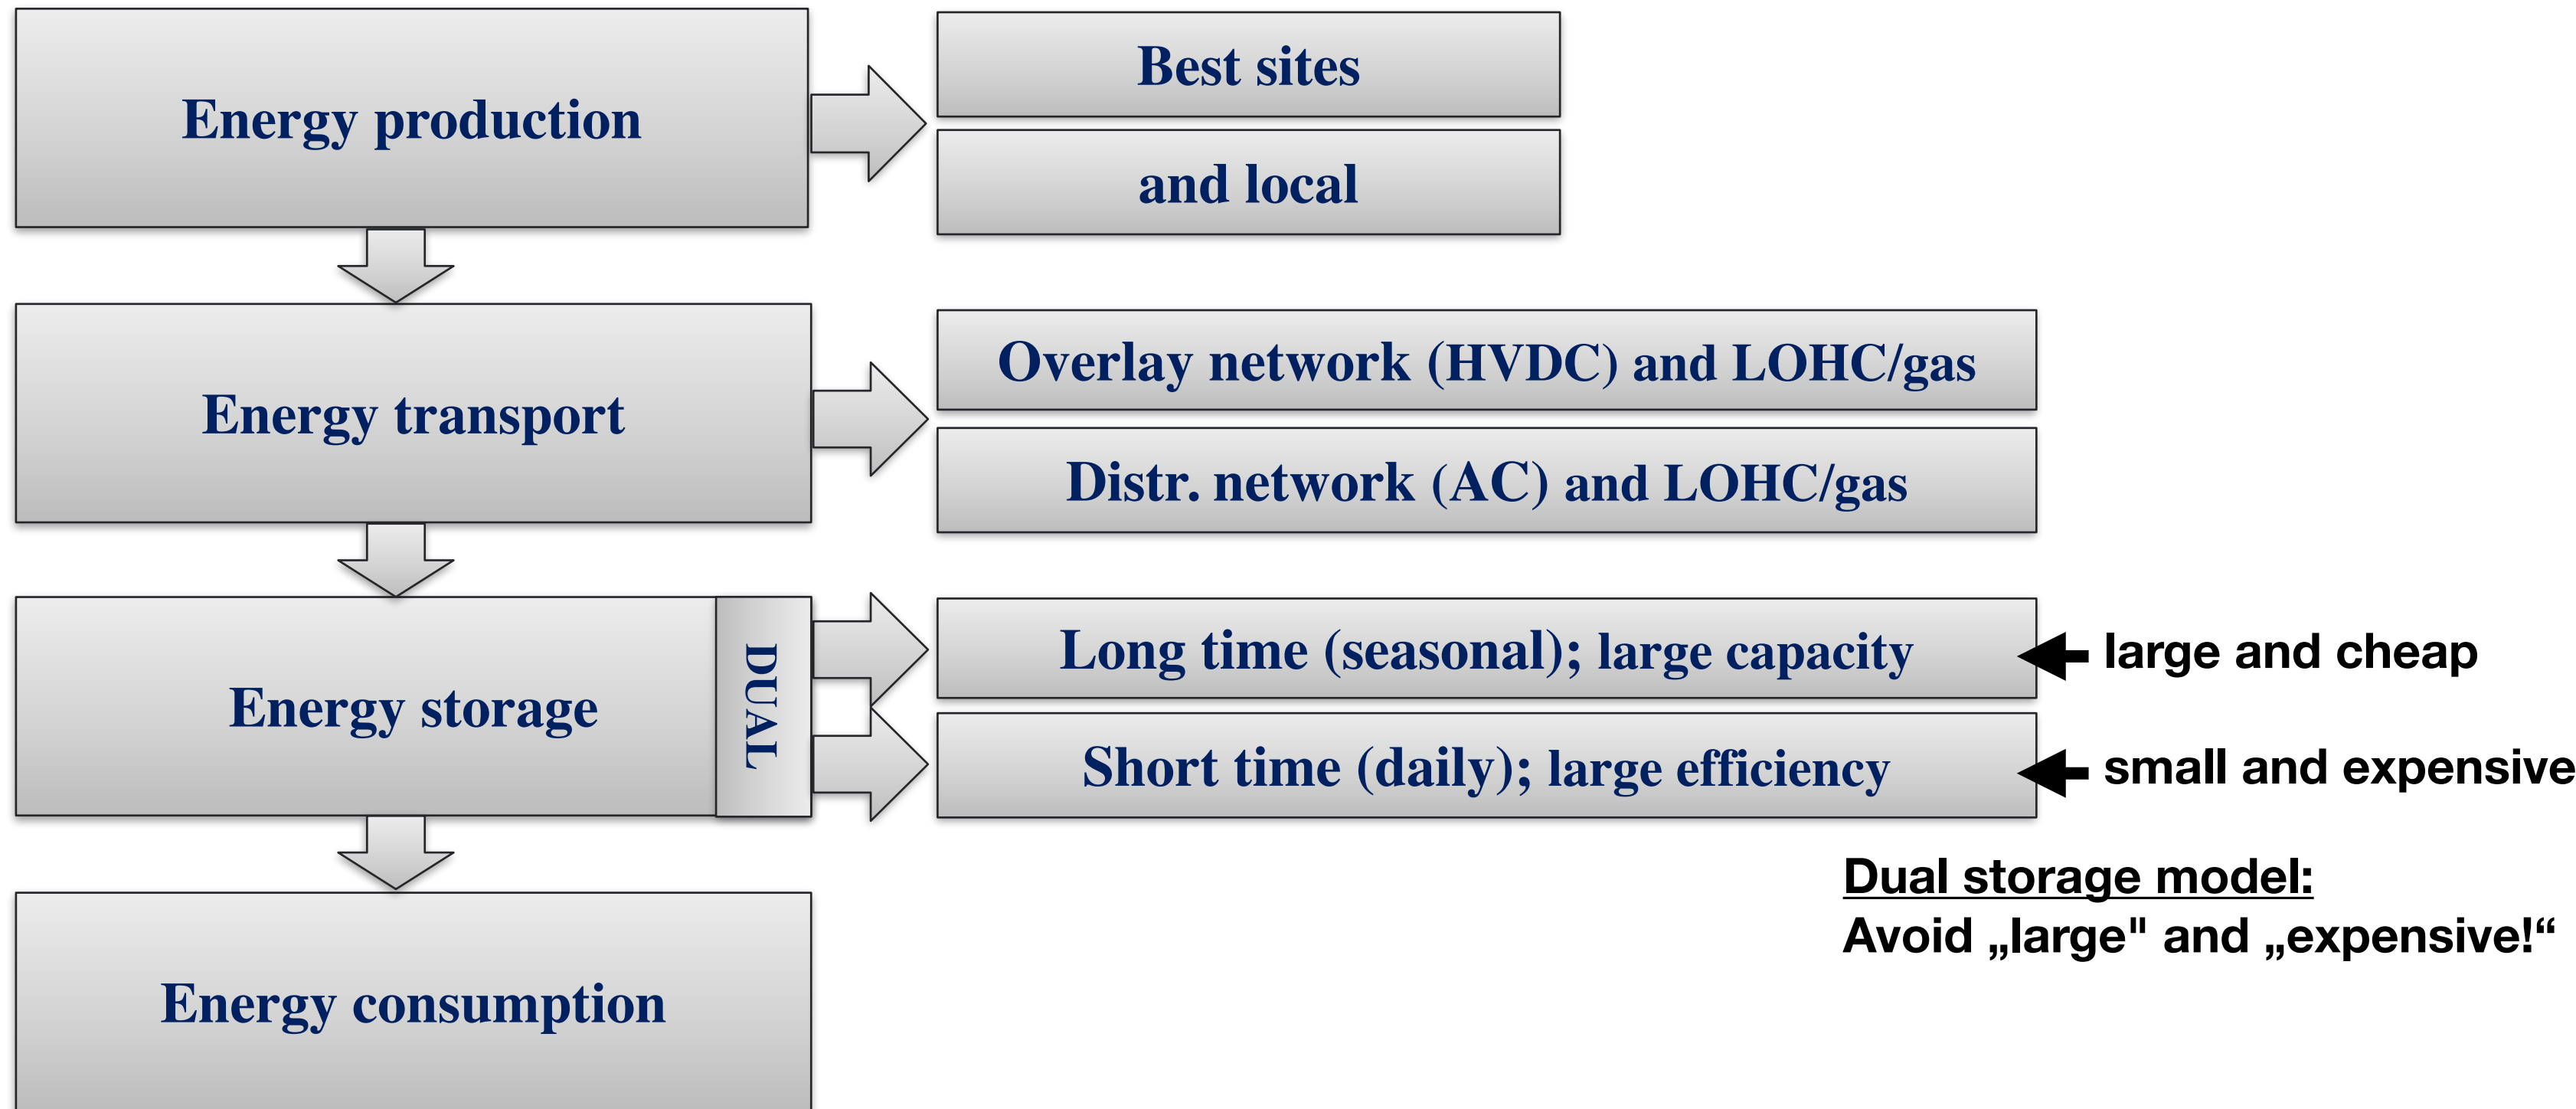 Energy production
Best sites
and local
Energy transport
Overlay network (HVDC) and LOHC/gas
Distr. network (AC) and LOHC/gas
Energy storage
DUAL
Long time (seasonal); large capacity
large and cheap
Short time (daily); large efficiency
small and expensive
Dual storage model:
Avoid „large" and „expensive!“
Energy consumption